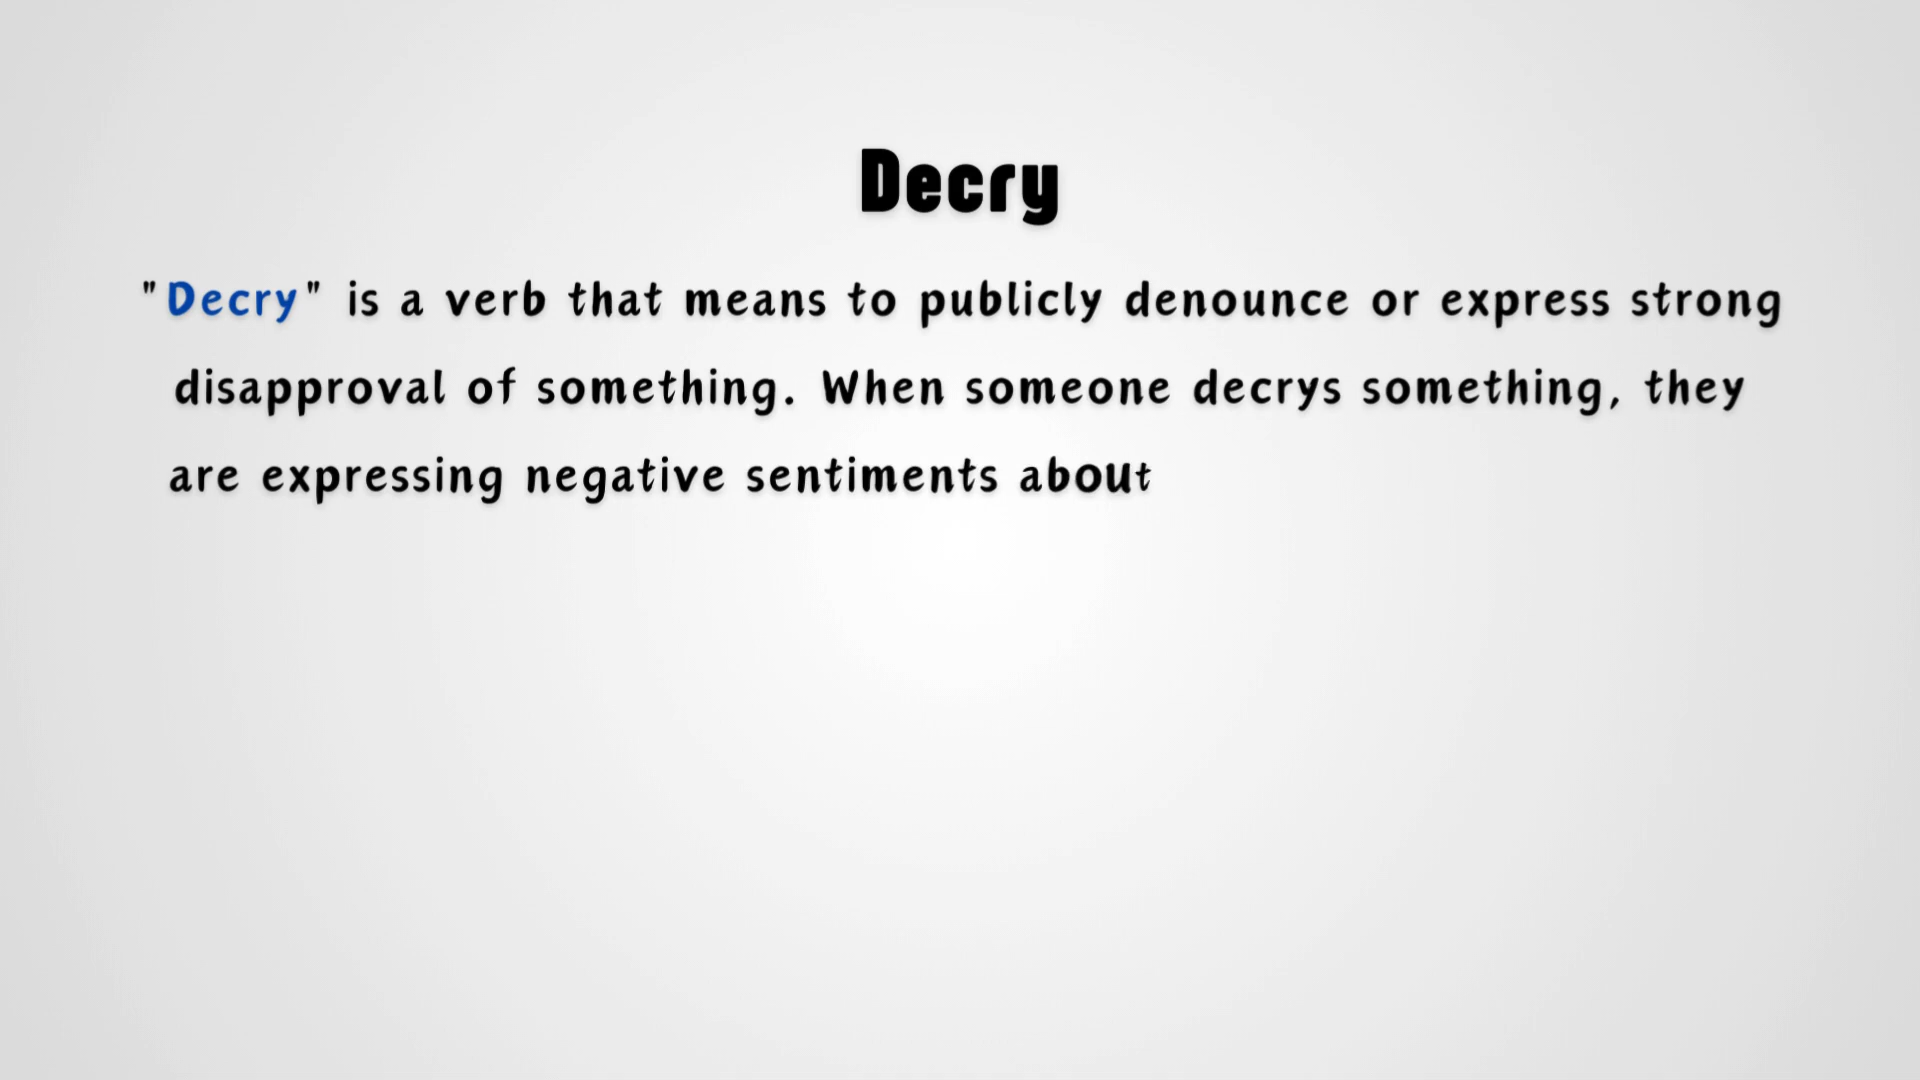 Decry
"Decry" is a verb that means to publicly denounce or express strong
disapproval of something. When someone decrys something, they
are expressing negative sentiments about